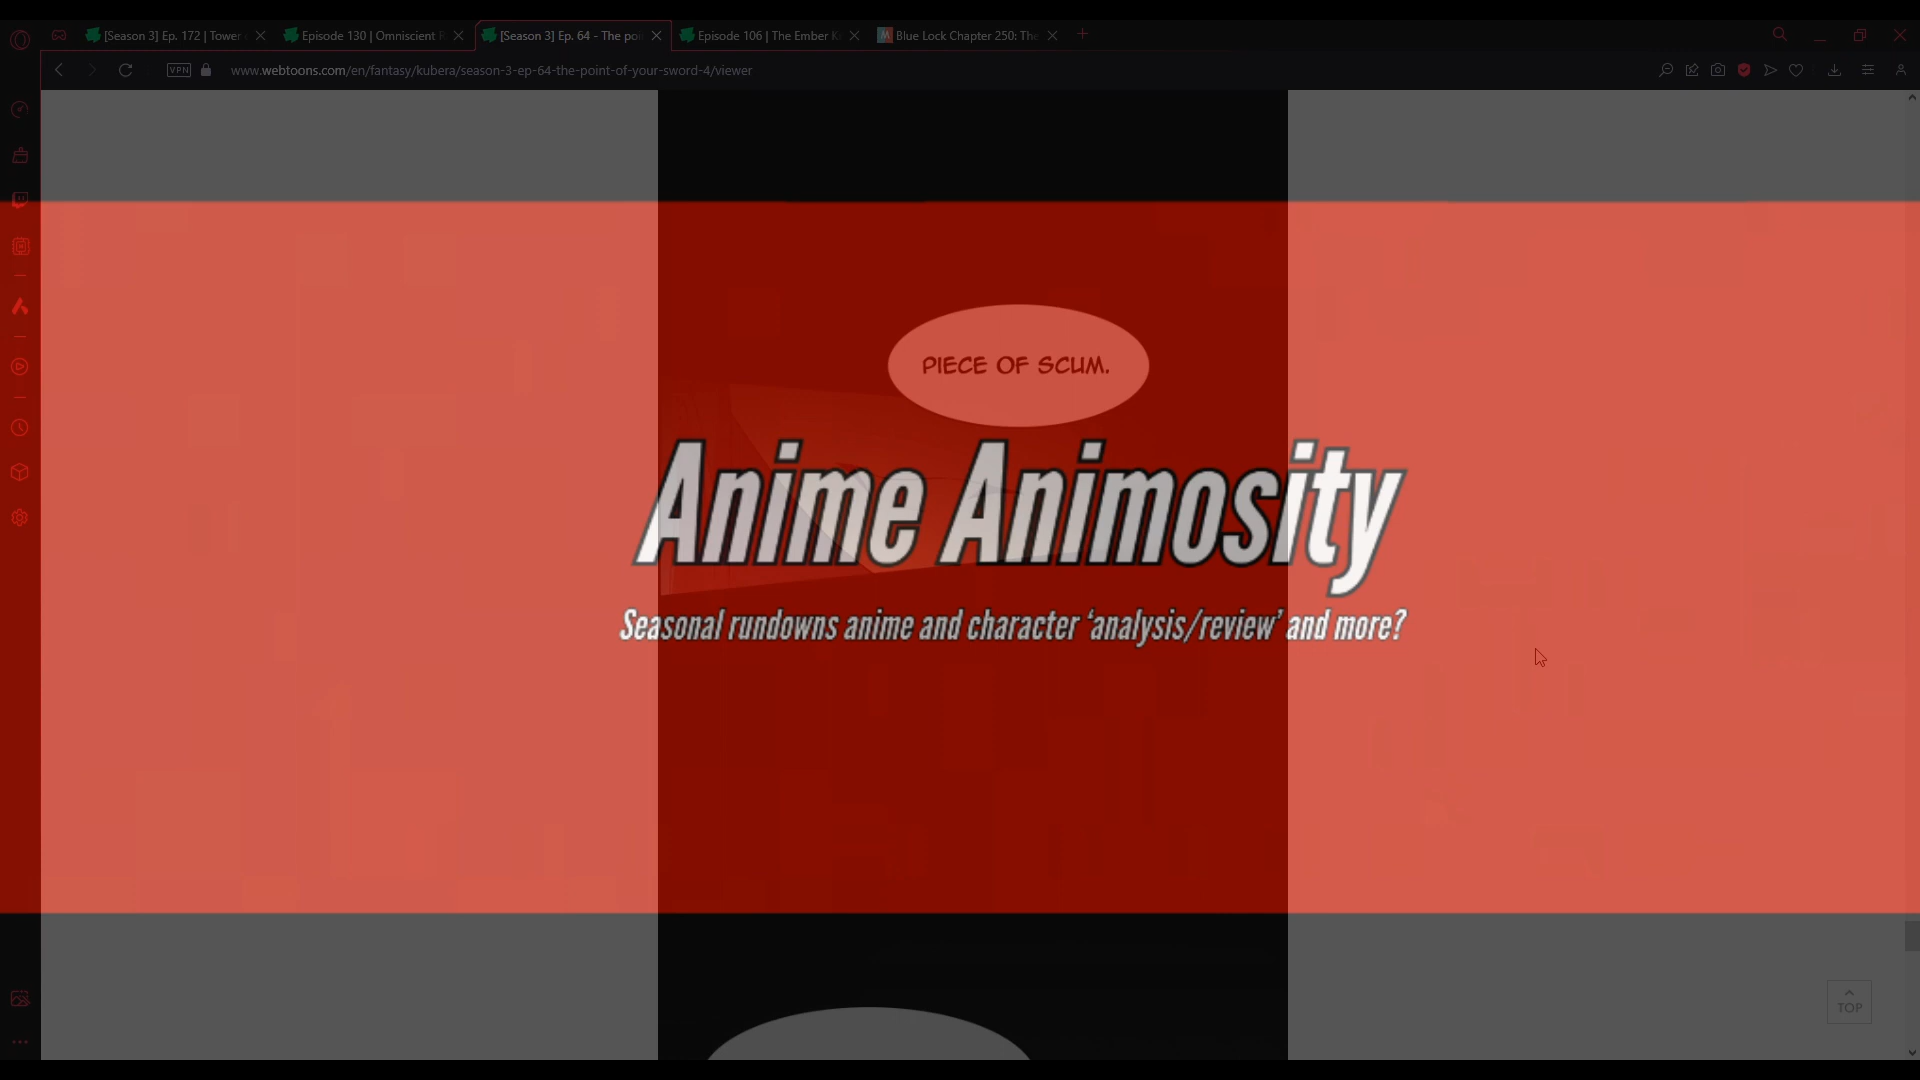 [Season 3] Ep. 172 | Tower
Episode 130 | Omniscient R
[Season 3] Ep. 64 - The poi
Episode 106 | The Ember K
Blue Lock Chapter 250: The
VPN
www.webtoons.com/en/fantasy/kubera/season-3-ep-64-the-point-of-your-sword-4/viewer
PIECE OF SCUM.
Anime Animosity
Seasonal rundowns anime and character ‘analysis/review’ and more?
TOP